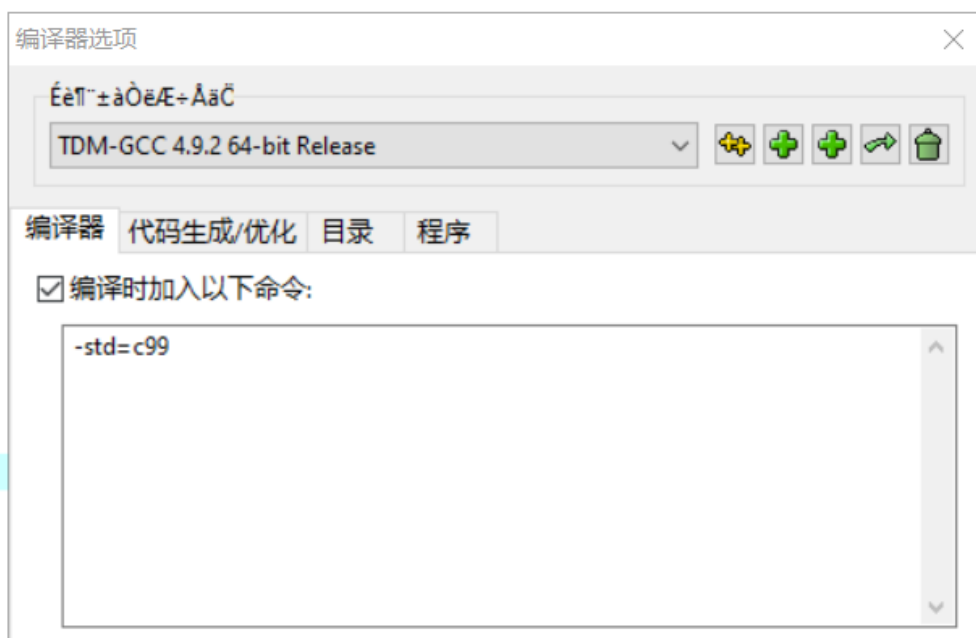 编译器选项
Éè¶¨±àÒëÆ÷ÅäÖ
TDM-GCC 4.9.2 64-bit Release
编译器 代码生成/优化 目录 程序
编译时加入以下命令:
-std=c99